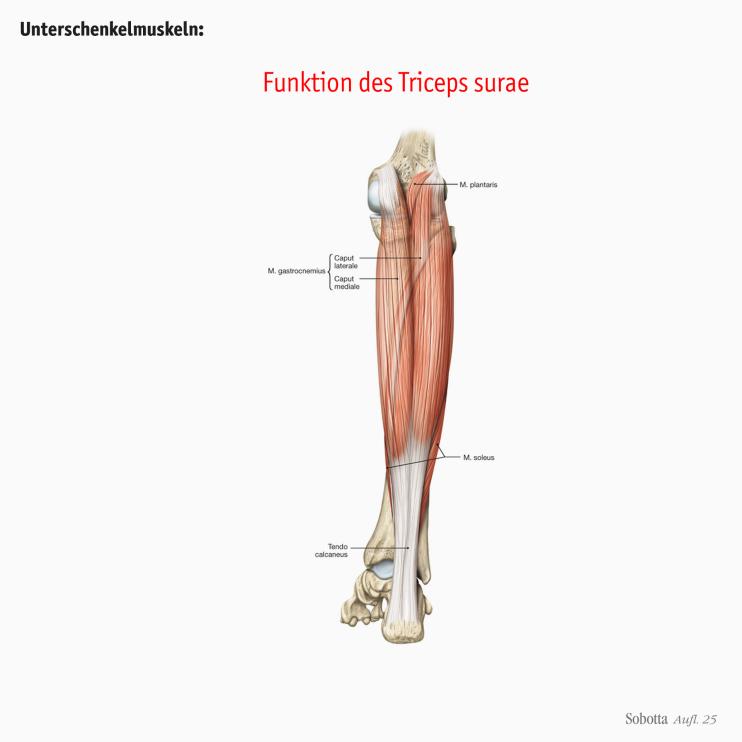 Unterschenkelmuskeln:
Funktion des Triceps surae
M. plantaris
M. gastrocnemius
Caput
laterale
Caput
mediale
M. soleus
Tendo
calcaneus
Sobotta Aufl. 25